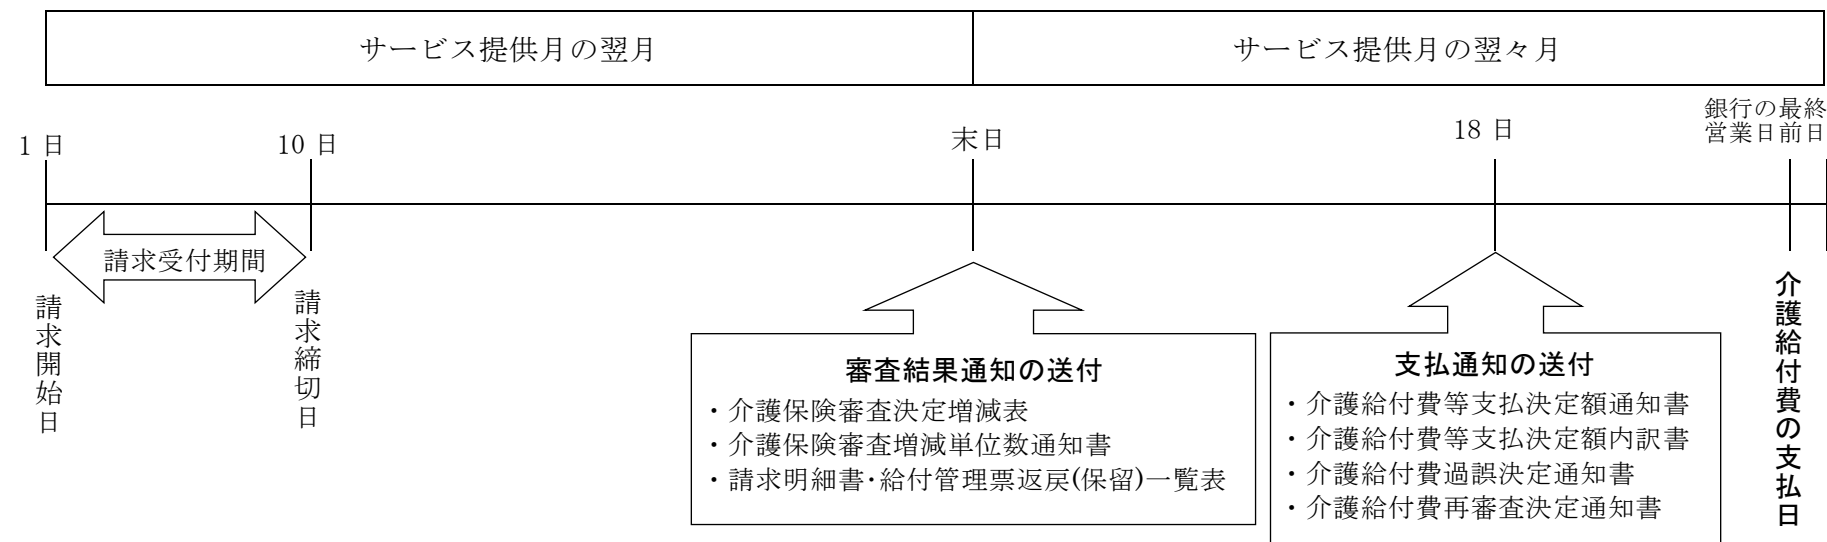 サービス提供月の翌月
サービス提供月の翌々月
1 日
10 日
末日
18 日
銀行の最終
営業日前日
請求受付期間
請求開始日
請求締切日
審査結果通知の送付
・介護保険審査決定増減表
・介護保険審査増減単位数通知書
・請求明細書・給付管理票返戻(保留)一覧表
支払通知の送付
・介護給付費等支払決定額通知書
・介護給付費等支払決定額内訳書
・介護給付費過誤決定通知書
・介護給付費再審査決定通知書
介護給付費の支払日